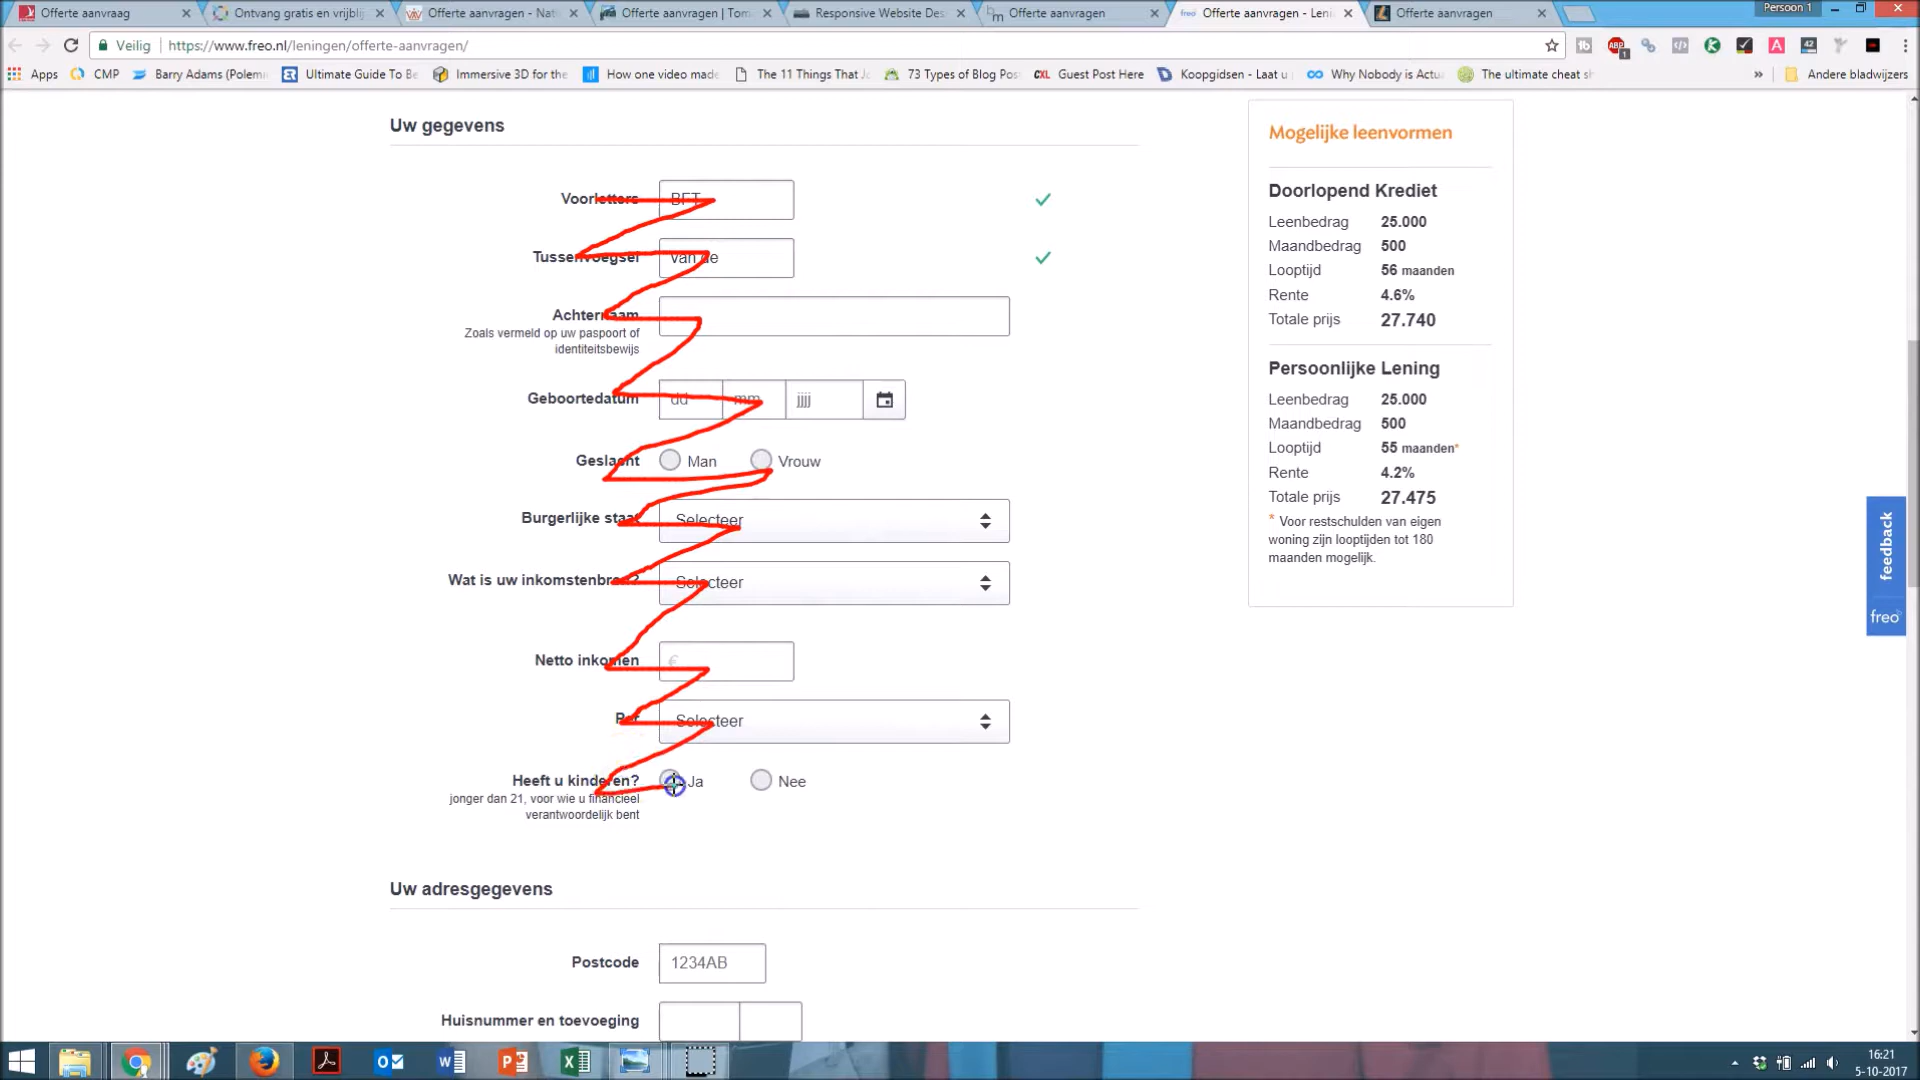 Offerte aanvraag
Ontvang gratis en vrijbli
Offerte aanvragen - Nati
Offerte aanvragen | Tom
Responsive Website Des
Offerte aanvragen
Offerte aanvragen - Leni
Offerte aanvragen
Persoon 1
Veilig
https://www.freo.nl/leningen/offerte-aanvragen/
Apps
CMP
Barry Adams (Polemi
Ultimate Guide To Be
Immersive 3D for the
How one video made
The 11 Things That Jo
73 Types of Blog Pos
CXL Guest Post Here
Koopgidsen - Laat u
Why Nobody is Actu
The ultimate cheat sh
»
Andere bladwijzers
Uw gegevens
Voorletters
BFT
Tussenvoegsel
van de
Achternaam
Zoals vermeld op uw paspoort of
identiteitsbewijs
Geboortedatum
dd
mm
jjjj
Geslacht
Man
Vrouw
Burgerlijke staat
Selecteer
Wat is uw inkomstenbron?
Selecteer
Netto inkomen
€
Per
Selecteer
Heeft u kinderen?
Ja
Nee
jonger dan 21, voor wie u financieel
verantwoordelijk bent
Uw adresgegevens
Postcode
1234AB
Huisnummer en toevoeging
Mogelijke leenvormen
Doorlopend Krediet
Leenbedrag 25.000
Maandbedrag 500
Looptijd 56 maanden
Rente 4.6%
Totale prijs 27.740
Persoonlijke Lening
Leenbedrag 25.000
Maandbedrag 500
Looptijd 55 maanden*
Rente 4.2%
Totale prijs 27.475
* Voor restschulden van eigen
woning zijn looptijden tot 180
maanden mogelijk.
feedback
freo
16:21
5-10-2017